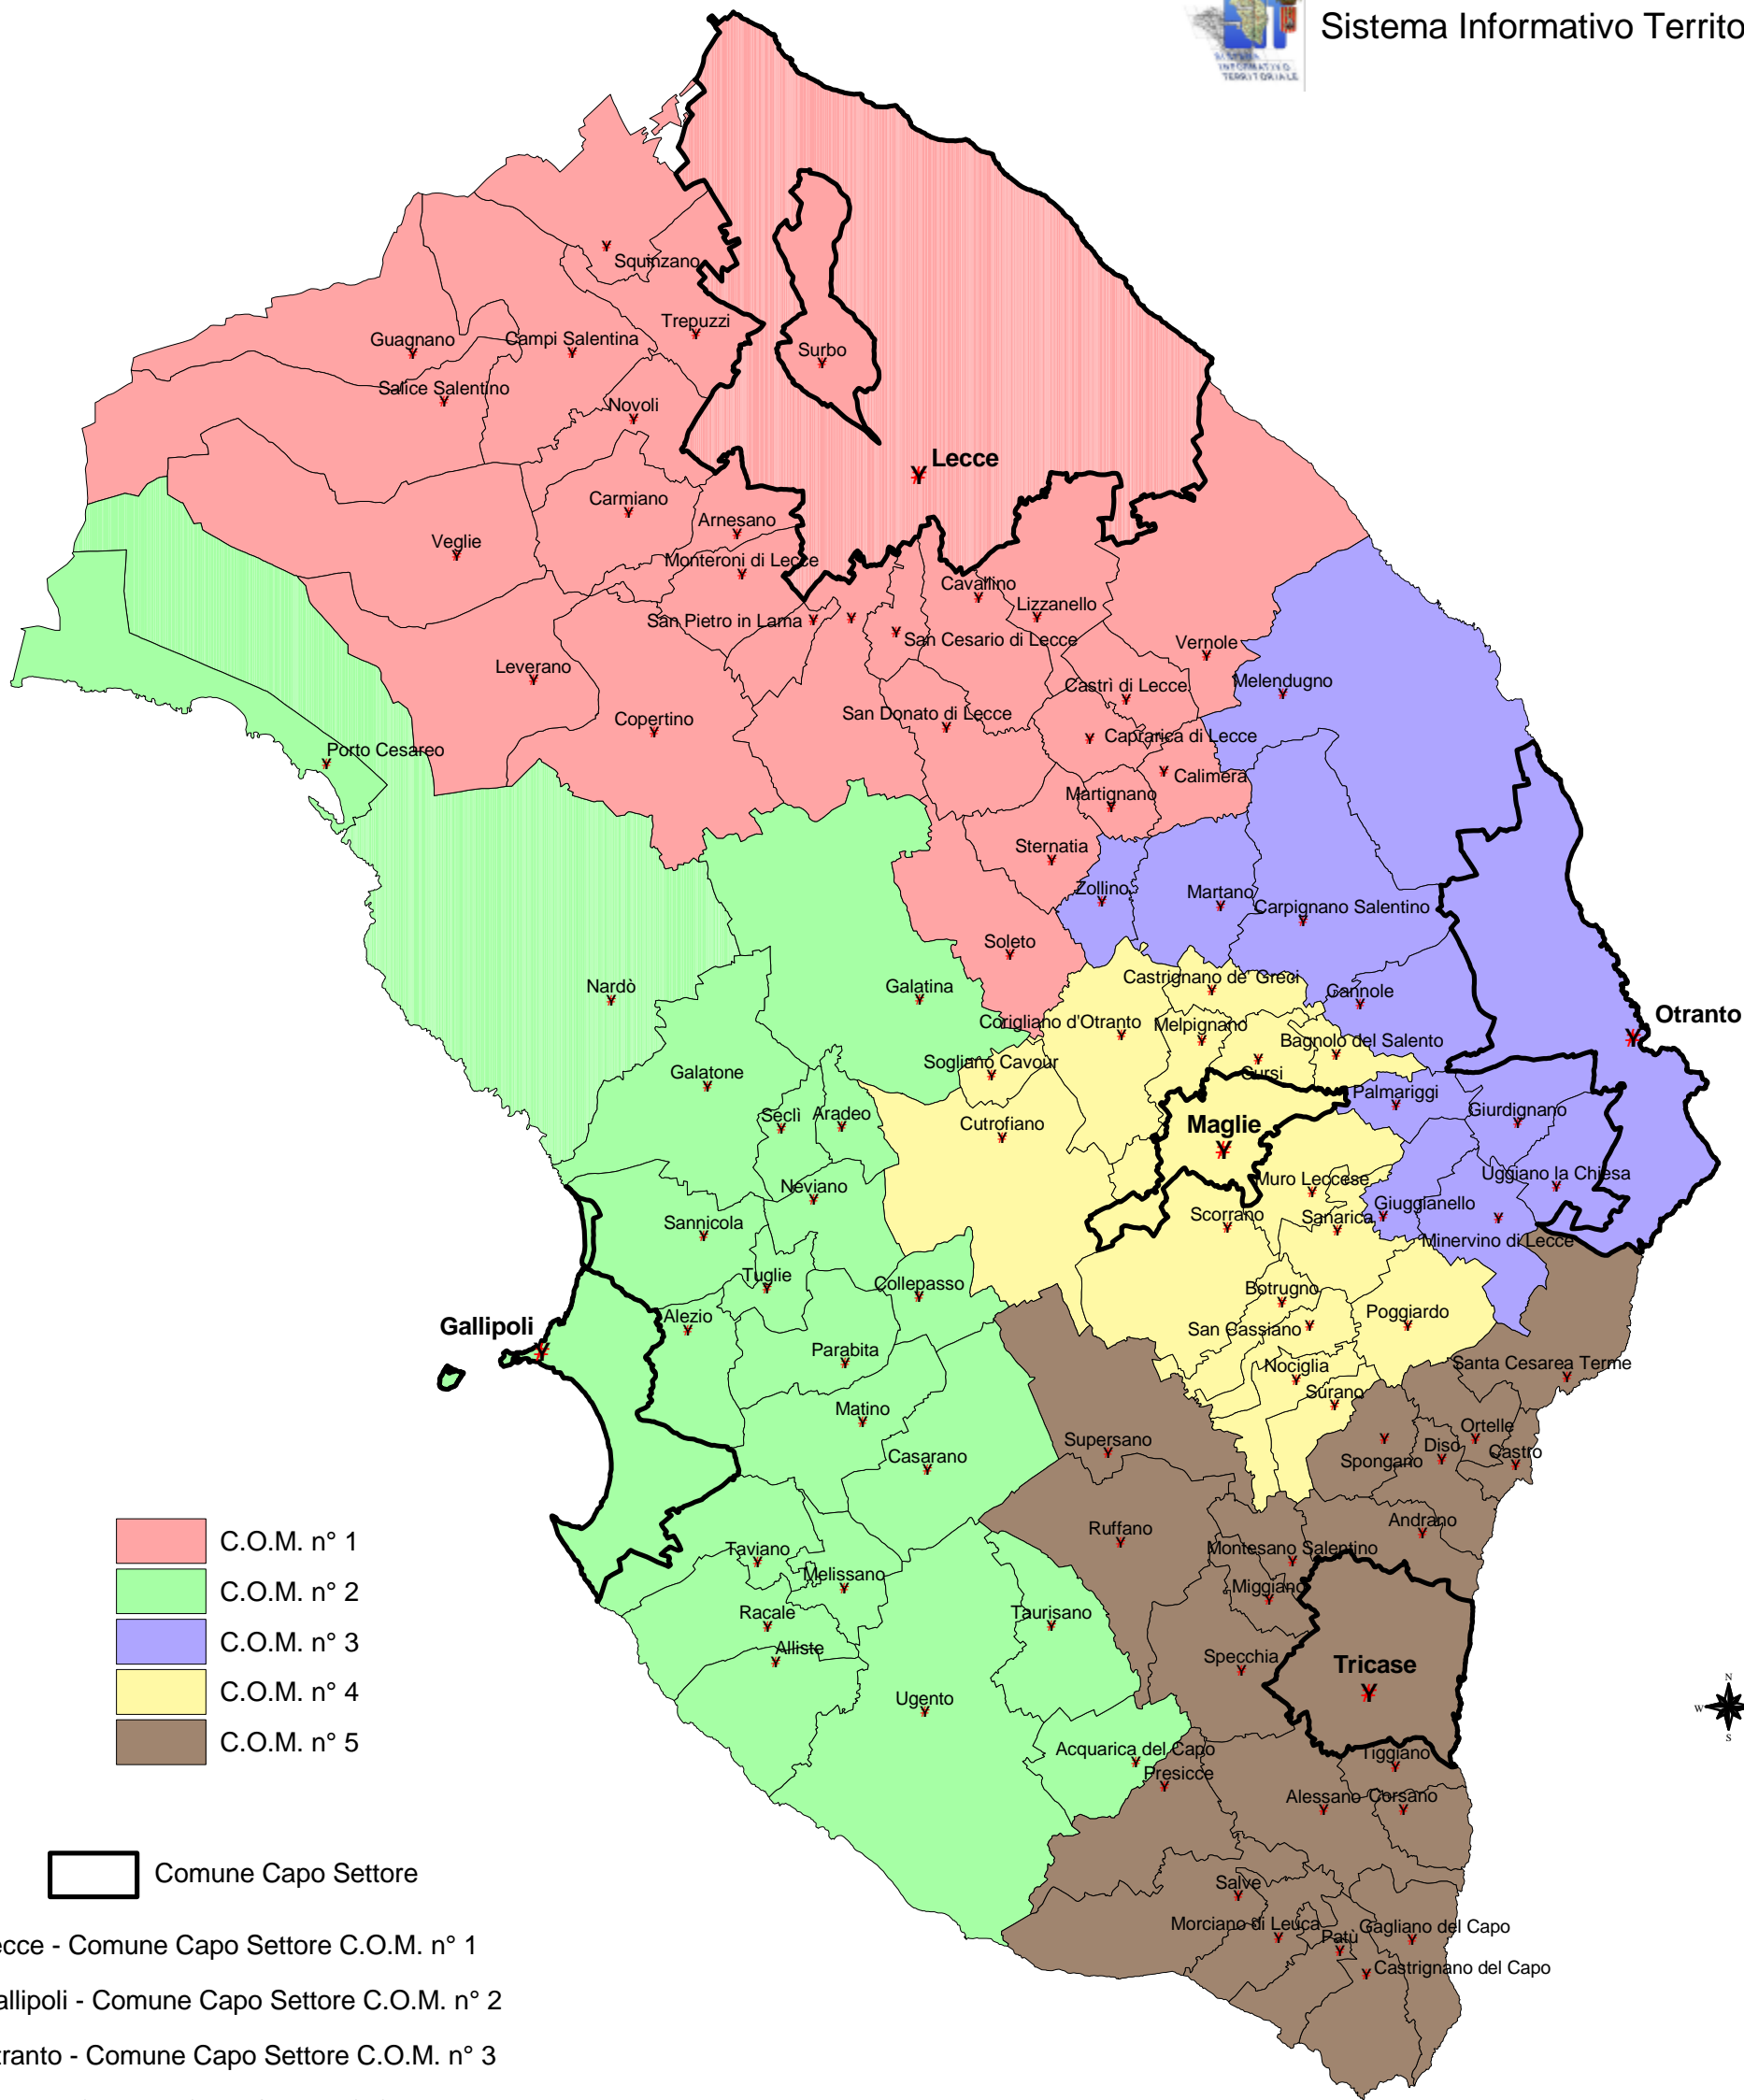 Sistema Informativo Territo
SISTEMA
INFORMATIVO
TERRITORIALE
Squinzano
Trepuzzi
Guagnano
Campi Salentina
Surbo
Salice Salentino
Novoli
Lecce
Carmiano
Arnesano
Veglie
Monteroni di Lecce
Cavallino
Lizzanello
San Pietro in Lama
San Cesario di Lecce
Vernole
Leverano
Castrì di Lecce
Melendugno
Copertino
San Donato di Lecce
Caprarica di Lecce
Porto Cesareo
Calimera
Martignano
Sternatia
Zollino
Martano
Carpignano Salentino
Soleto
Castrignano de' Greci
Nardò
Galatina
Cannole
Otranto
Corigliano d'Otranto
Melpignano
Bagnolo del Salento
Sogliano Cavour
Cursi
Galatone
Palmariggi
Seclì
Aradeo
Giurdignano
Cutrofiano
Maglie
Uggiano la Chiesa
Muro Leccese
Neviano
Giuggianello
Sannicola
Scorrano
Sanarica
Minervino di Lecce
Tuglie
Collepasso
Botrugno
Poggiardo
Alezio
Gallipoli
San Cassiano
Parabita
Nociglia
Santa Cesarea Terme
Surano
Matino
Ortelle
Supersano
Diso
Castro
Casarano
Spongano
Andrano
Ruffano
C.O.M. n° 1
Taviano
Montesano Salentino
Melissano
Miggiano
C.O.M. n° 2
Racale
Taurisano
C.O.M. n° 3
Alliste
Specchia
Tricase
C.O.M. n° 4
Ugento
N
W
S
C.O.M. n° 5
Acquarica del Capo
Tiggiano
Presicce
Alessano
Corsano
Comune Capo Settore
Salve
Morciano di Leuca
Gagliano del Capo
Patù
ecce - Comune Capo Settore C.O.M. n° 1
Castrignano del Capo
allipoli - Comune Capo Settore C.O.M. n° 2
tranto - Comune Capo Settore C.O.M. n° 3